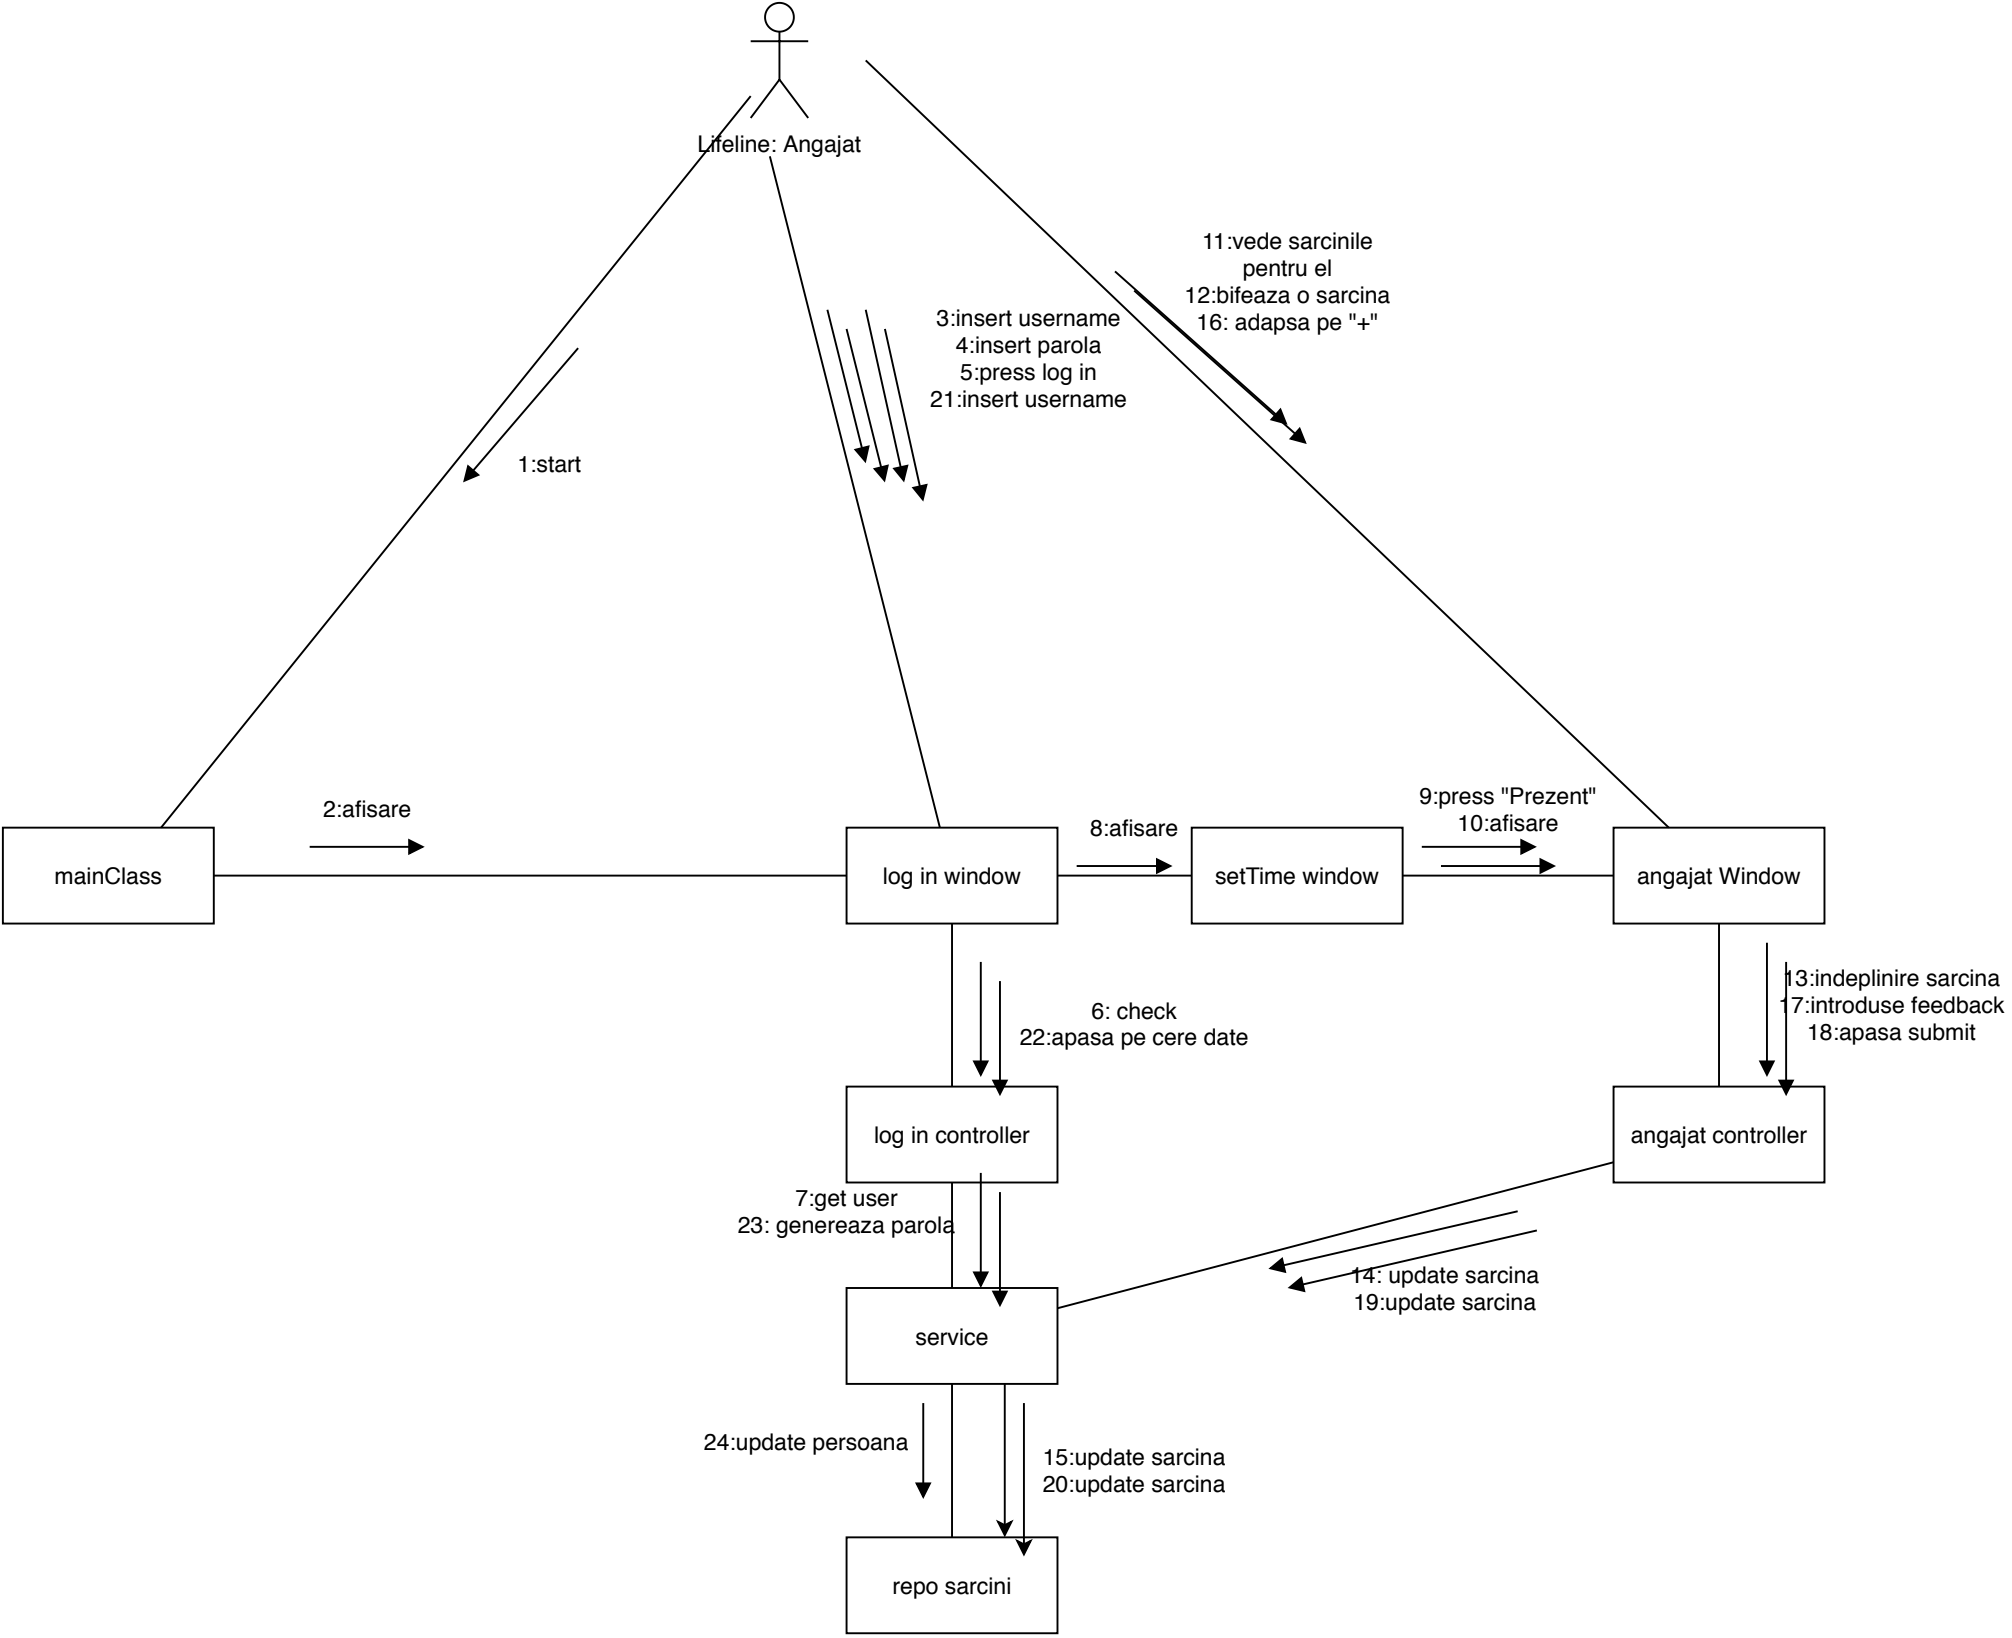 Lifeline: Angajat
11:vede sarcinile
pentru el
12:bifeaza o sarcina
16: adapsa pe "+"
3:insert username
4:insert parola
5:press log in
21:insert username
1:start
2:afisare
8:afisare
9:press "Prezent"
10:afisare
mainClass
log in window
setTime window
angajat Window
13:indeplinire sarcina
17:introduse feedback
18:apasa submit
6: check
22:apasa pe cere date
log in controller
angajat controller
7:get user
23: genereaza parola
14: update sarcina
19:update sarcina
service
24:update persoana
15:update sarcina
20:update sarcina
repo sarcini